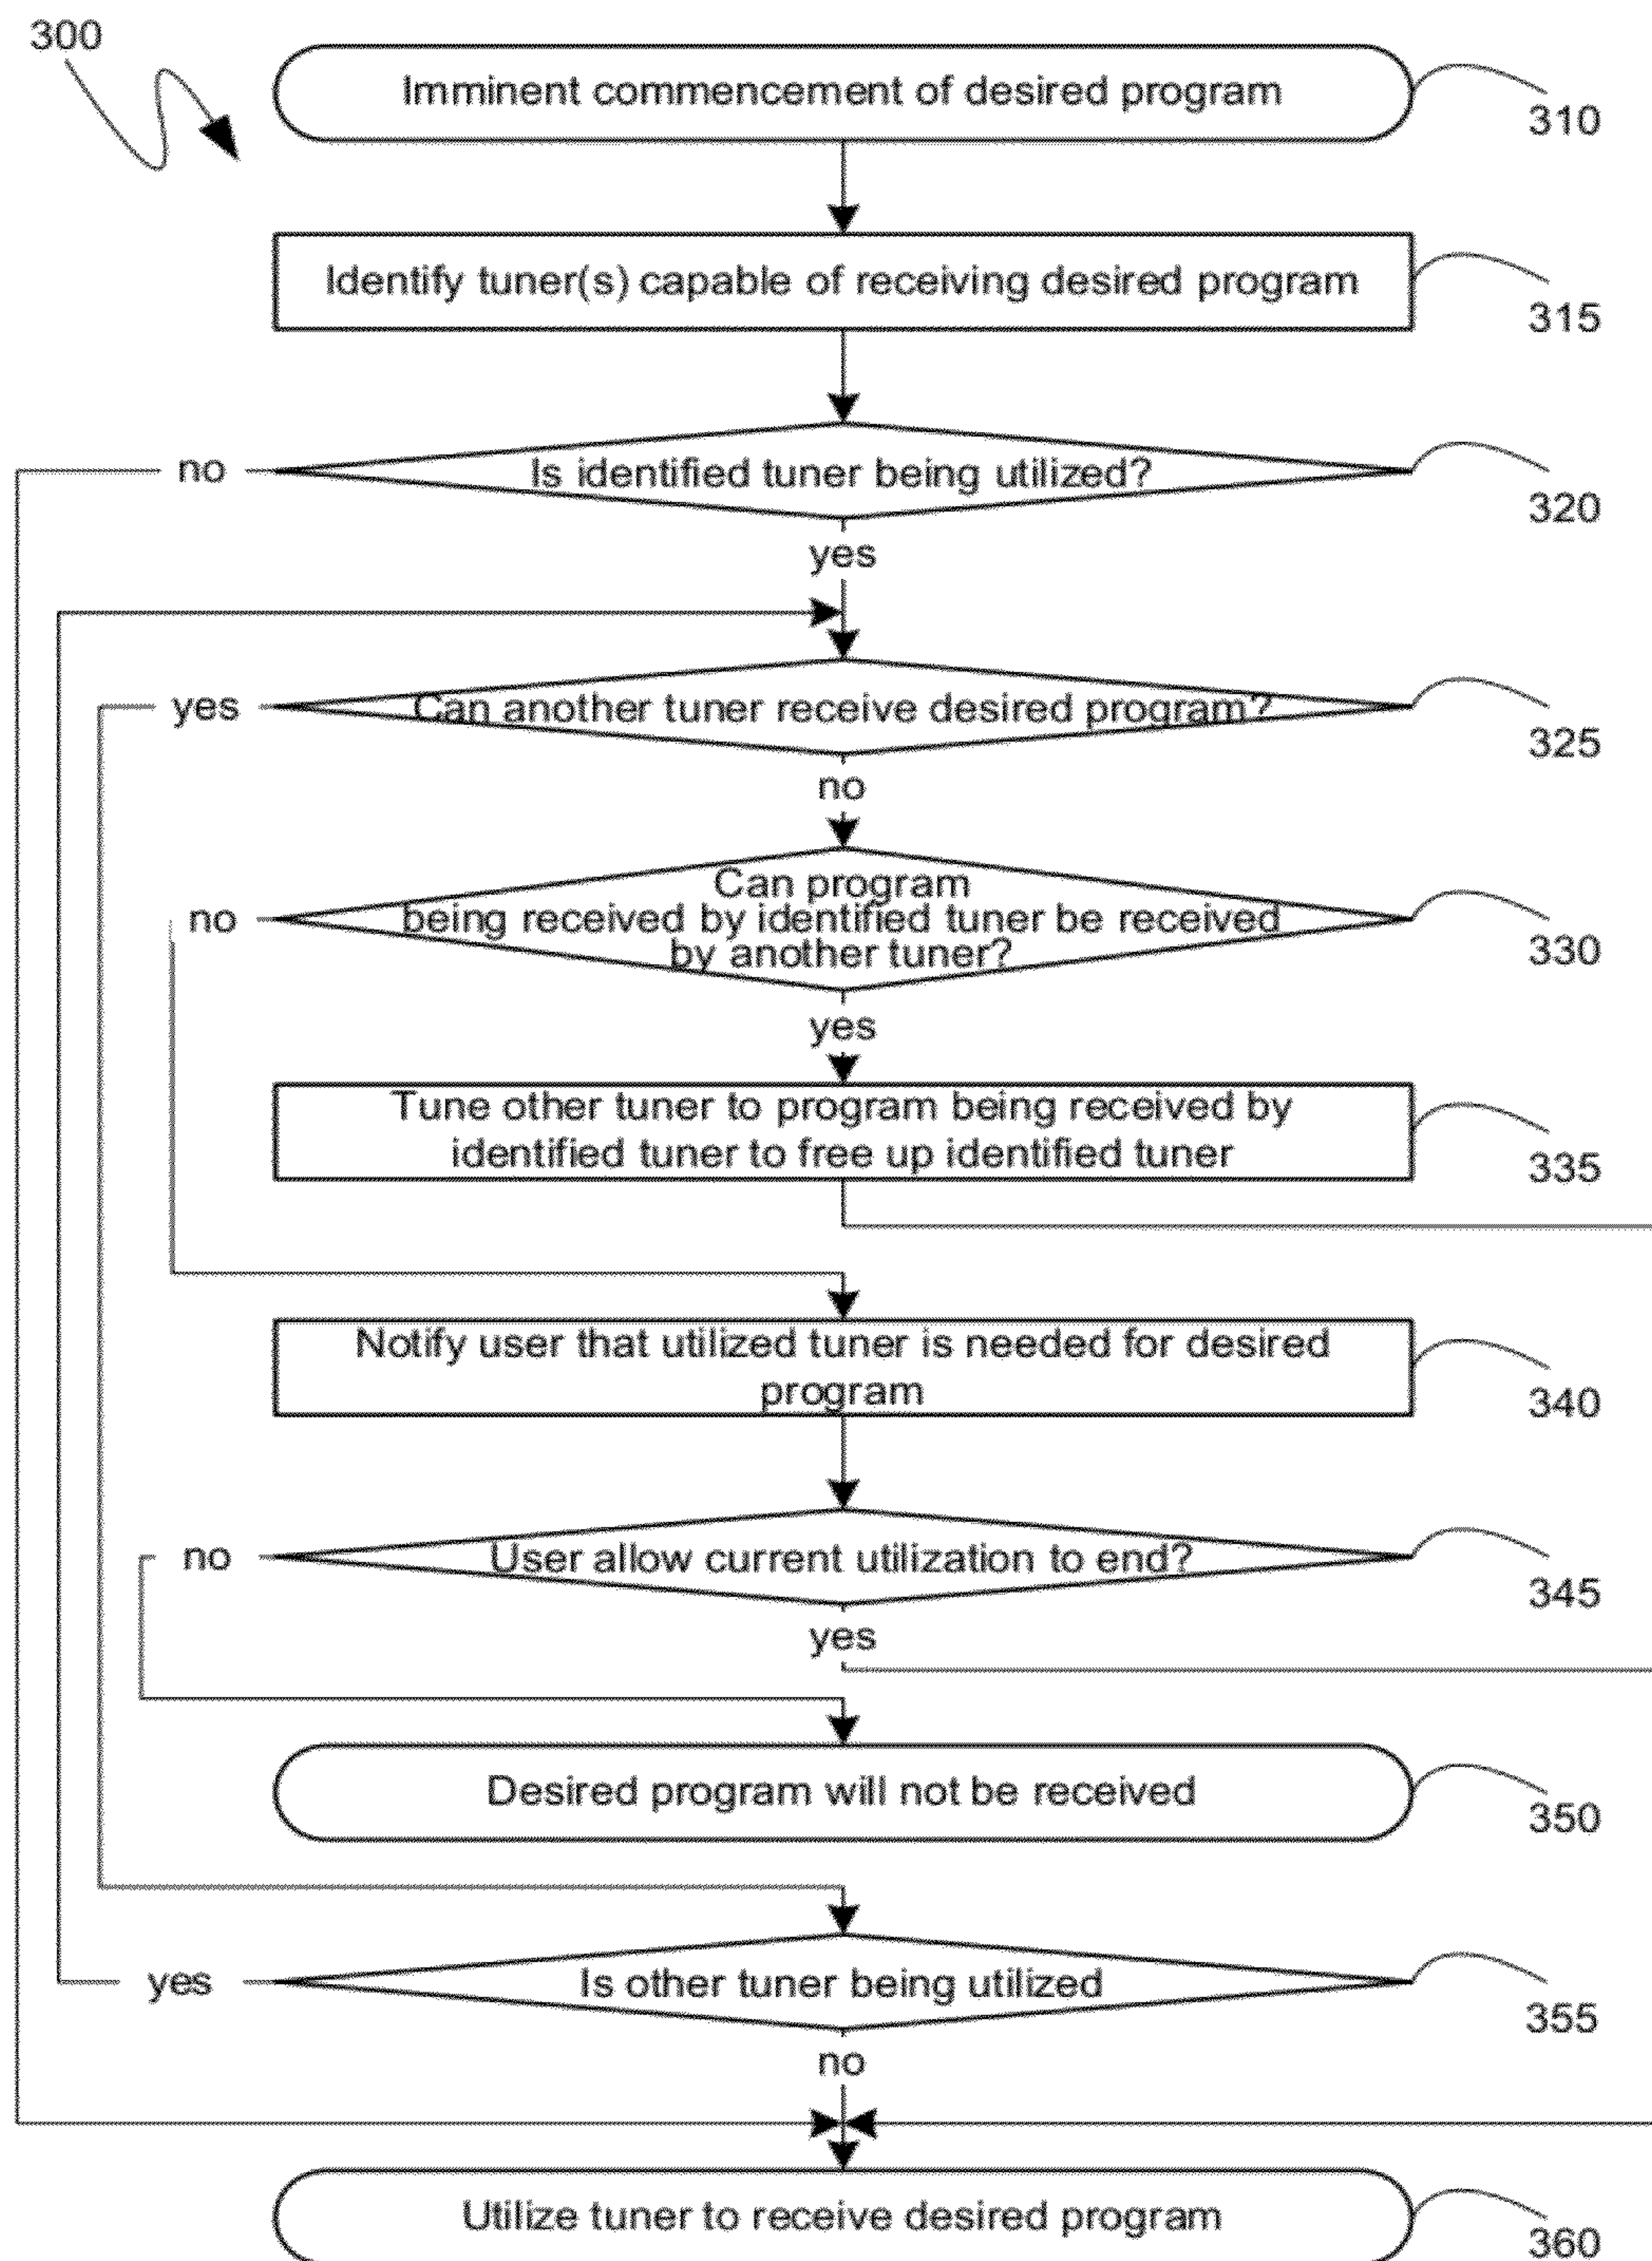 300
Imminent commencement of desired program
310
Identify tuner(s) capable of receiving desired program
315
no
Is identified tuner being utilized?
320
yes
yes
Can another tuner receive desired program?
325
no
Can program
no
being received by identified tuner be received
by another tuner?
330
yes
Tune other tuner to program being received by
identified tuner to free up identified tuner
335
Notify user that utilized tuner is needed for desired
program
340
no
User allow current utilization to end?
345
yes
Desired program will not be received
350
yes
Is other tuner being utilized
355
no
Utilize tuner to receive desired program
360